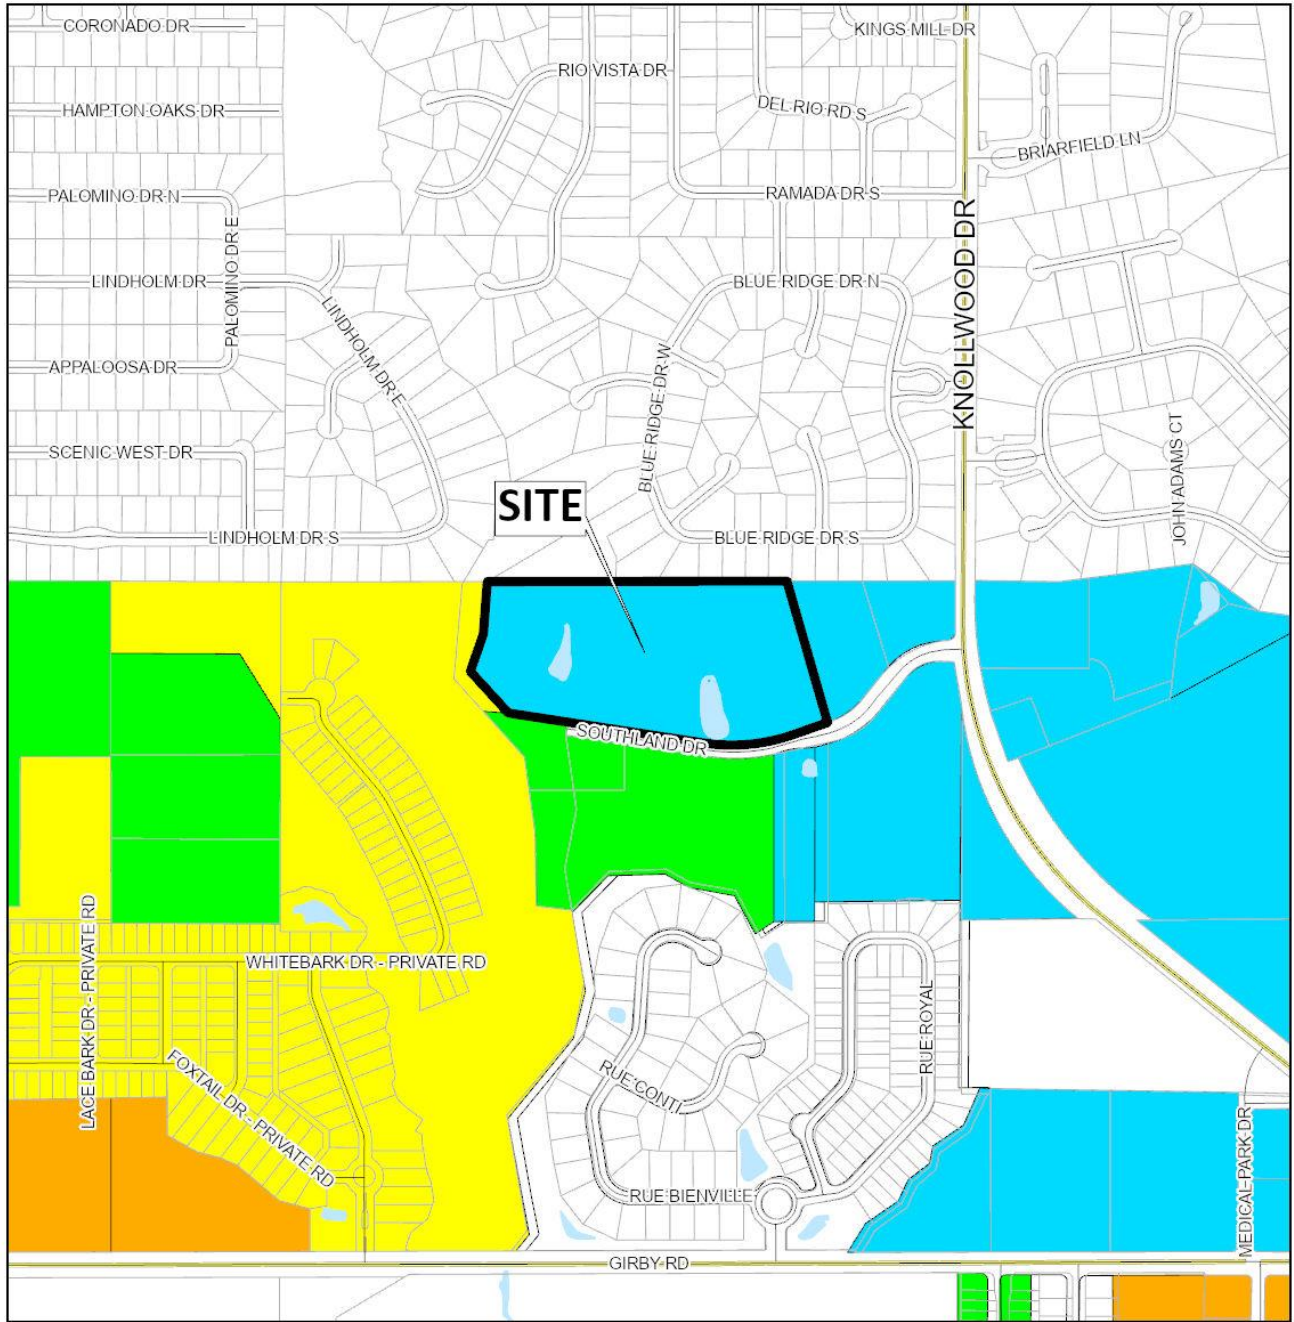 CORONADO DR
KINGS MILL DR
RIO VISTA DR
HAMPTON OAKS DR
DEL RIO RD S
BRIARFIELD LN
PALOMINO DR N
RAMADA DR S
PALOMINO DR E
KNOLLWOOD DR
LINDHOLM DR
BLUE RIDGE DR N
LINDHOLM DR E
APPALOOSA DR
BLUE RIDGE DR W
SCENIC WEST DR
JOHN ADAMS CT
SITE
LINDHOLM DR S
BLUE RIDGE DR S
SOUTHLAND DR
LACE BARK DR - PRIVATE RD
WHITEBARK DR - PRIVATE RD
RUE ROYAL
FOXTAIL DR - PRIVATE RD
RUE CONTI
MEDICAL PARK DR
RUE BIENVILLE
GIRBY RD